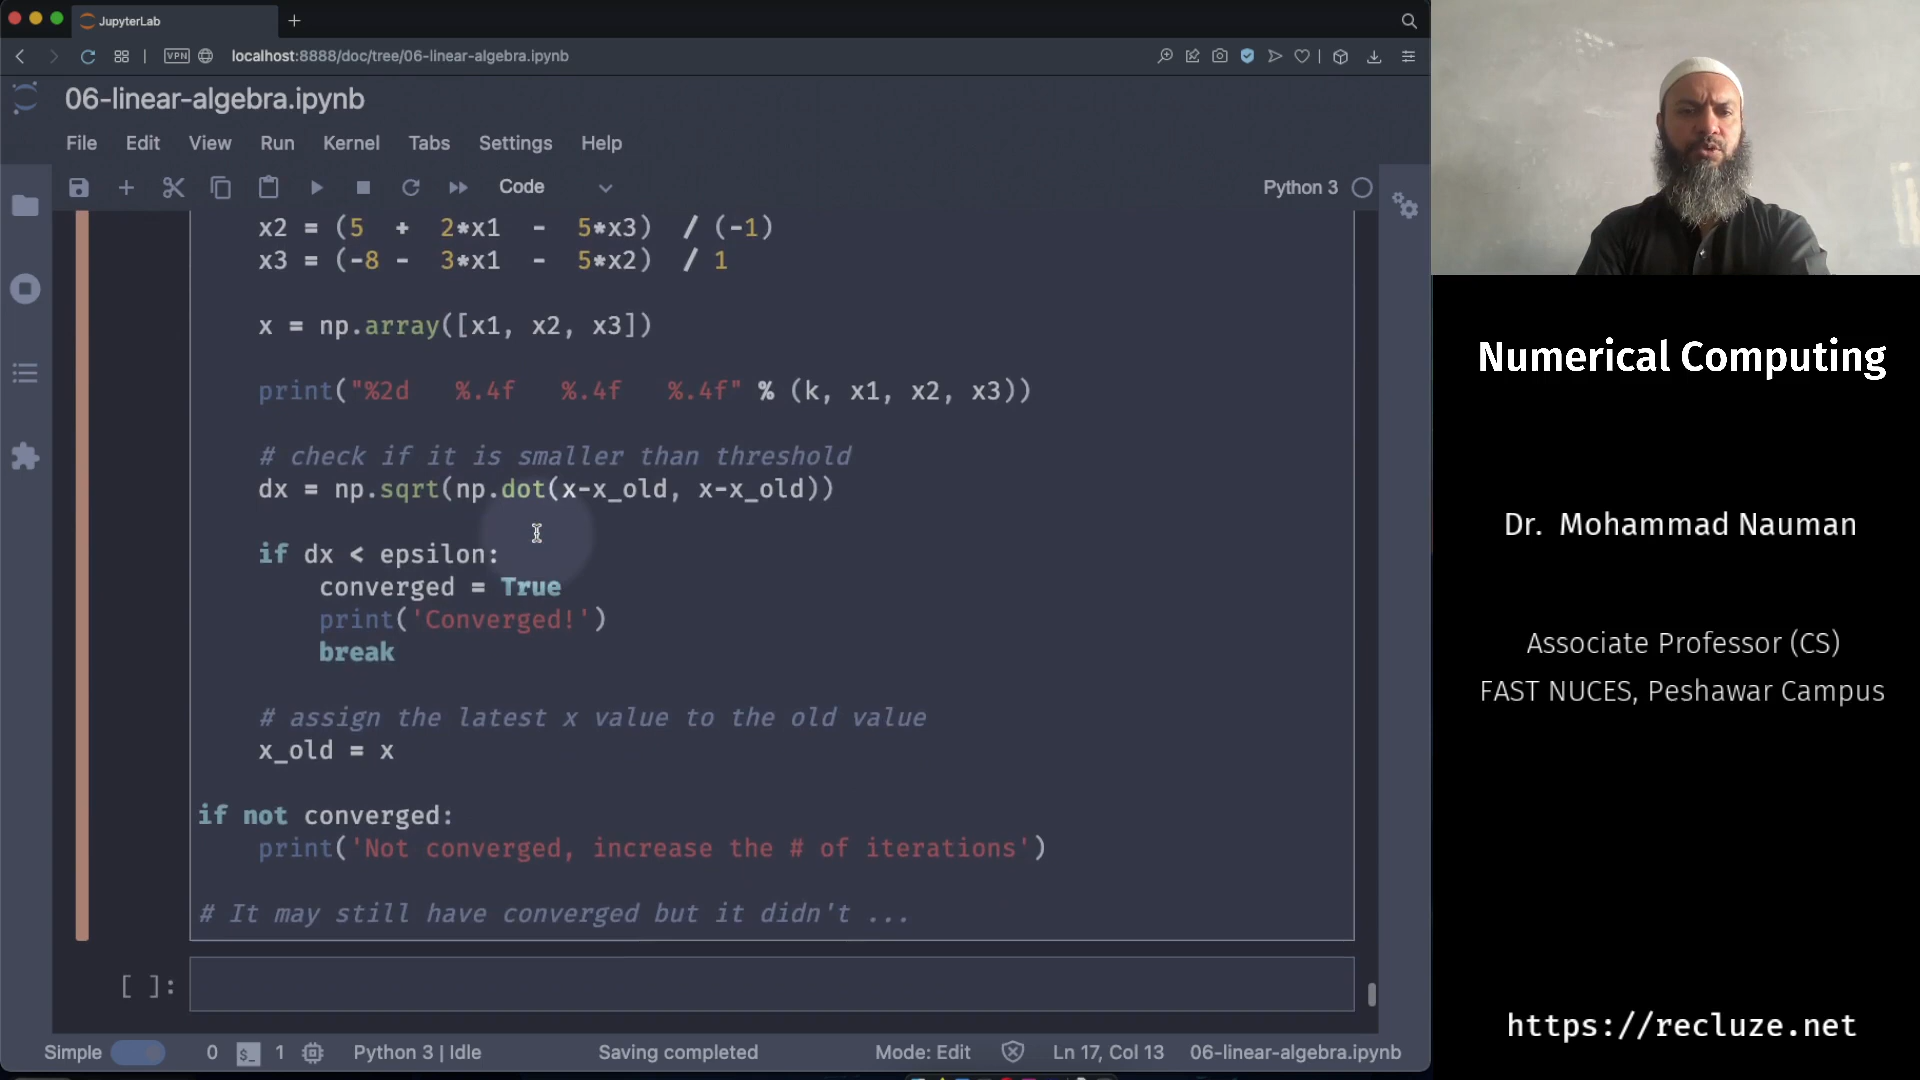 JupyterLab
VPN
localhost:8888/doc/tree/06-linear-algebra.ipynb
06-linear-algebra.ipynb
File Edit View Run Kernel Tabs Settings Help
Code
Python 3
x2 = (5 + 2*x1 - 5*x3) / (-1)
x3 = (-8 - 3*x1 - 5*x2) / 1
x = np.array([x1, x2, x3])
print("%2d %.4f %.4f %.4f" % (k, x1, x2, x3))
# check if it is smaller than threshold
dx = np.sqrt(np.dot(x-x_old, x-x_old))
if dx < epsilon:
converged = True
print('Converged!')
break
# assign the latest x value to the old value
x_old = x
if not converged:
print('Not converged, increase the # of iterations')
# It may still have converged but it didn't ...
[ ]:
Simple 0 $_ 1 Python 3 | Idle Saving completed Mode: Edit Ln 17, Col 13 06-linear-algebra.ipynb
Numerical Computing
Dr. Mohammad Nauman
Associate Professor (CS)
FAST NUCES, Peshawar Campus
https://recluze.net